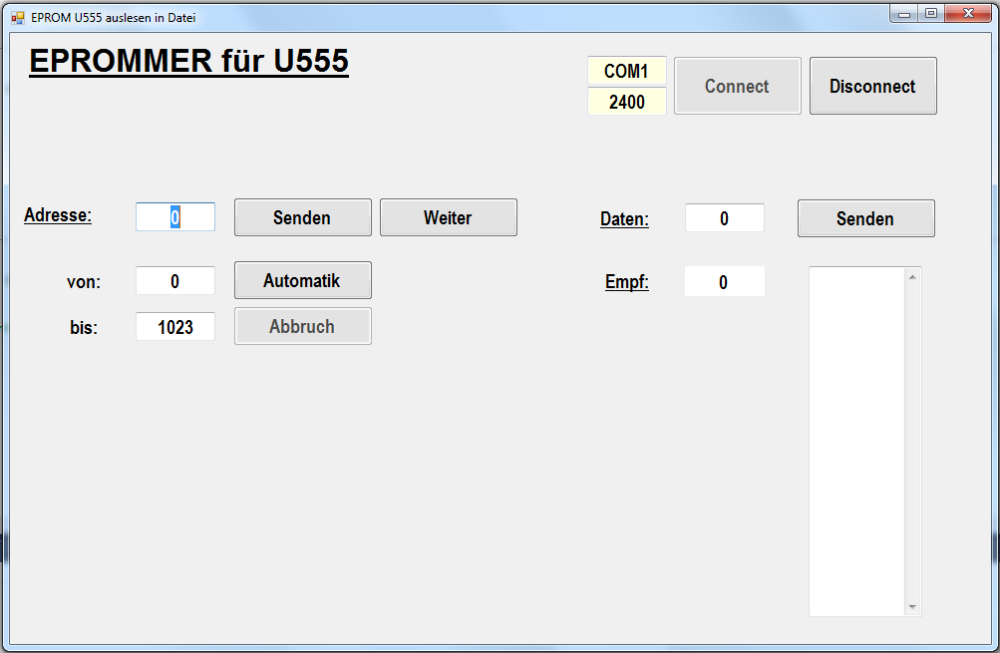 EPROM U555 auslesen in Datei
EPROMMER für U555
COM1
2400
Connect
Disconnect
Adresse:
0
Senden
Weiter
Daten:
0
Senden
von:
0
Automatik
Empf:
0
bis:
1023
Abbruch